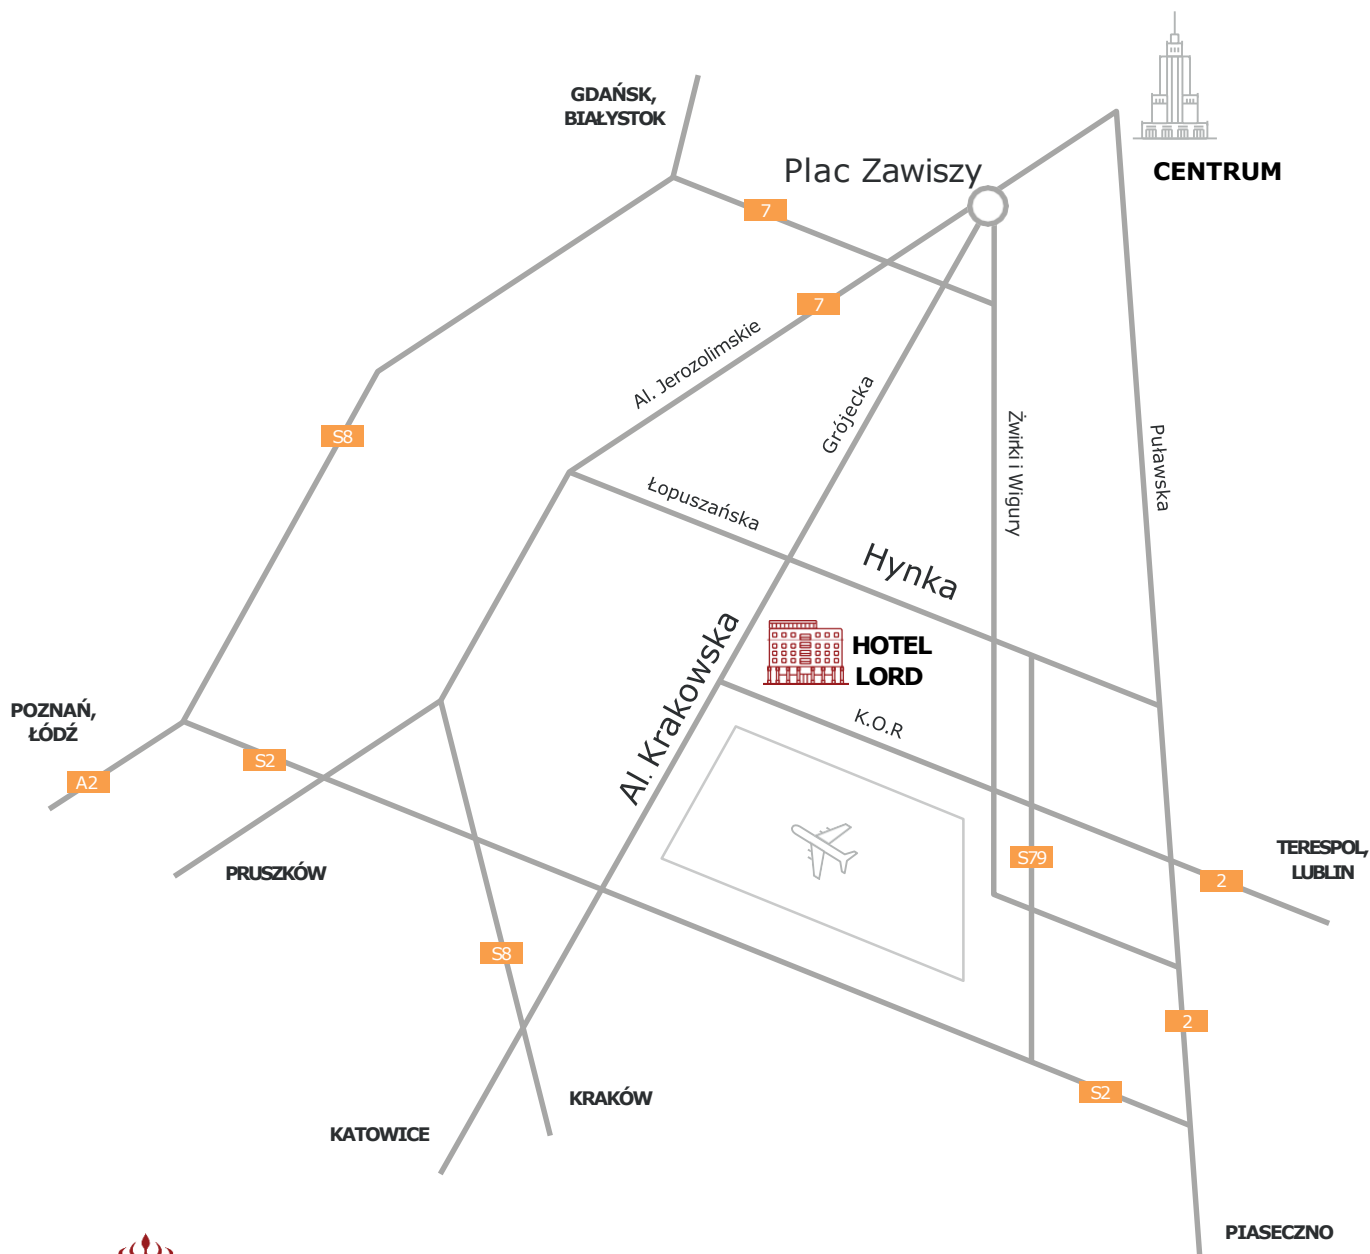 GDAŃSK,
BIAŁYSTOK
Plac Zawiszy
CENTRUM
7
7
Al. Jerozolimskie
Grójecka
Żwirki i Wigury
Puławska
S8
Łopuszańska
Hynka
HOTEL
LORD
Al. Krakowska
K.O.R
POZNAŃ,
ŁÓDŹ
S2
A2
PRUSZKÓW
S79
TERESPOL,
LUBLIN
2
S8
2
S2
KRAKÓW
KATOWICE
PIASECZNO